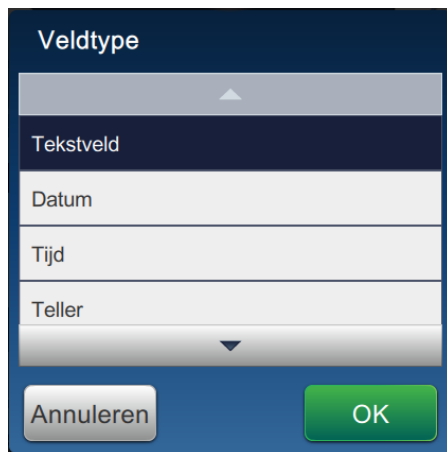 Veldtype
Tekstveld
Datum
Tijd
Teller
Annuleren OK